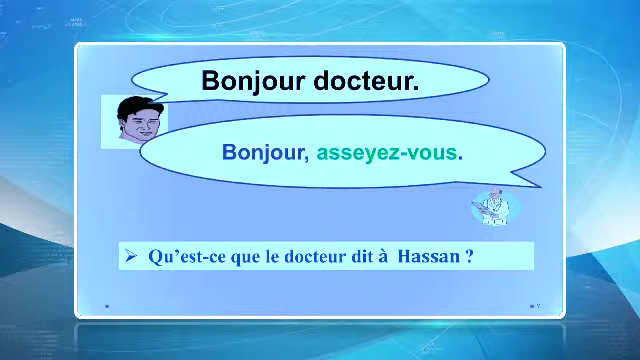 Bonjour docteur.
Bonjour, asseyez-vous.
Qu'est-ce que le docteur dit à Hassan ?